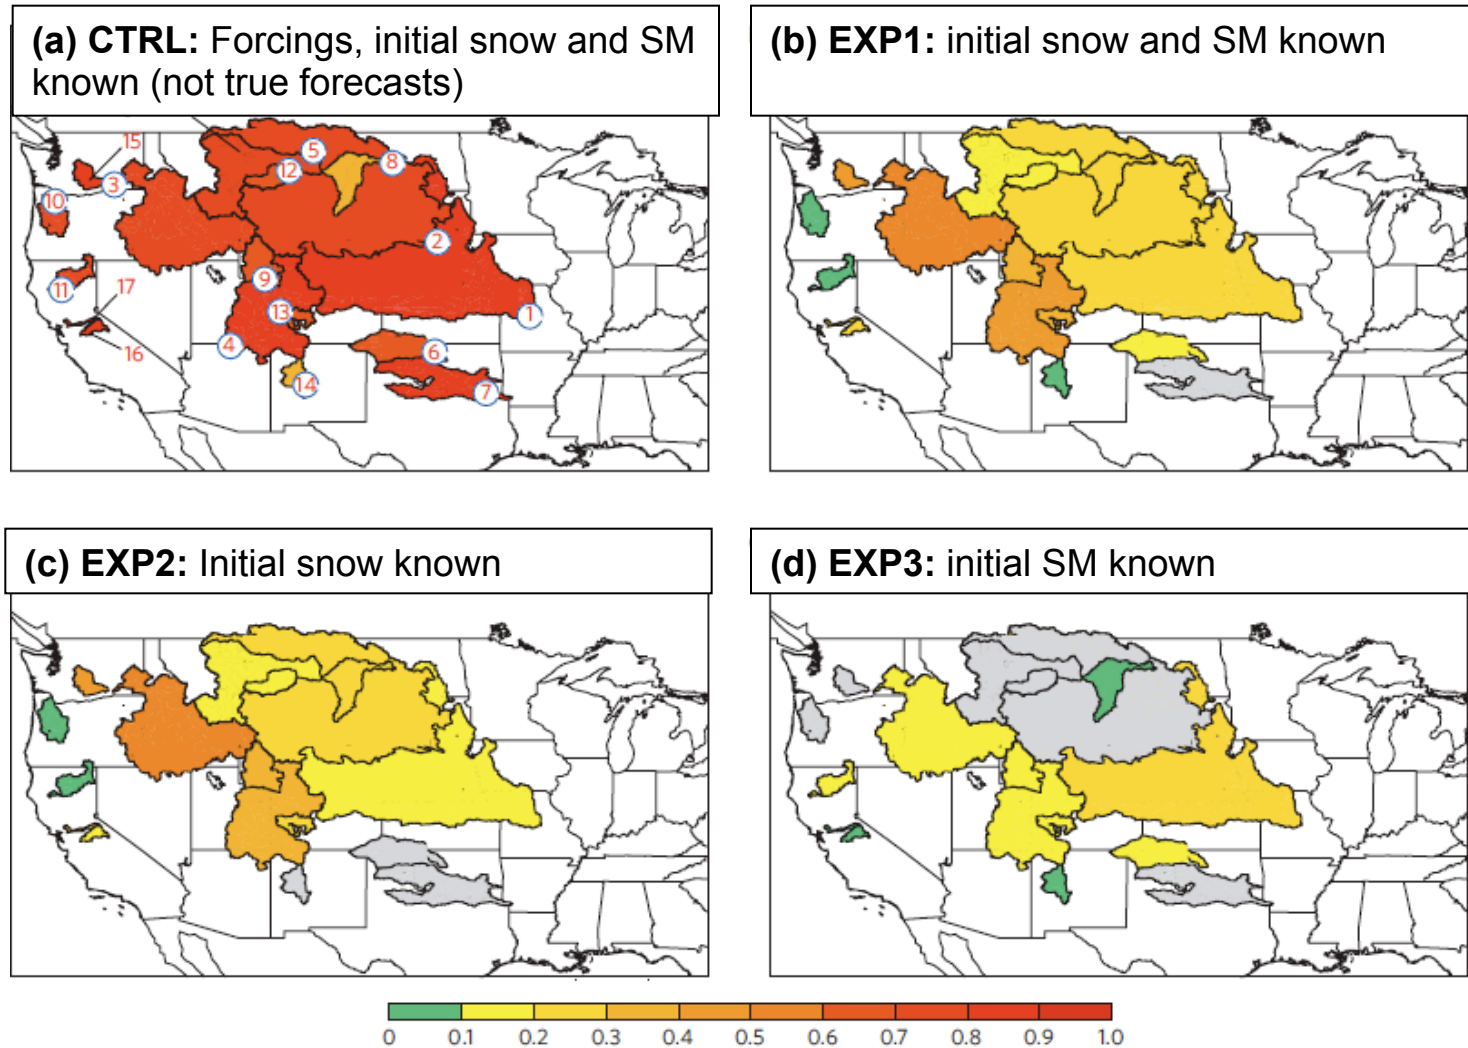 (a) CTRL: Forcings, initial snow and SM
known (not true forecasts)
(b) EXP1: initial snow and SM known
15
5
8
12
3
10
2
9
11
17
13
1
4
16
6
14
7
(c) EXP2: Initial snow known
(d) EXP3: initial SM known
0 0.1 0.2 0.3 0.4 0.5 0.6 0.7 0.8 0.9 1.0